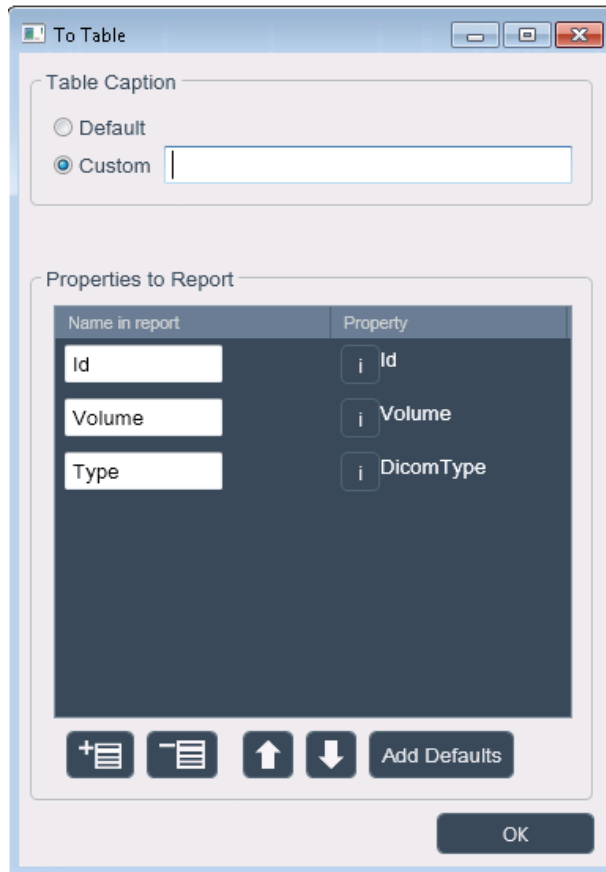 To Table
Table Caption
Default
Custom
Properties to Report
Name in report Property
Id i Id
Volume i Volume
Type i DicomType
Add Defaults
OK